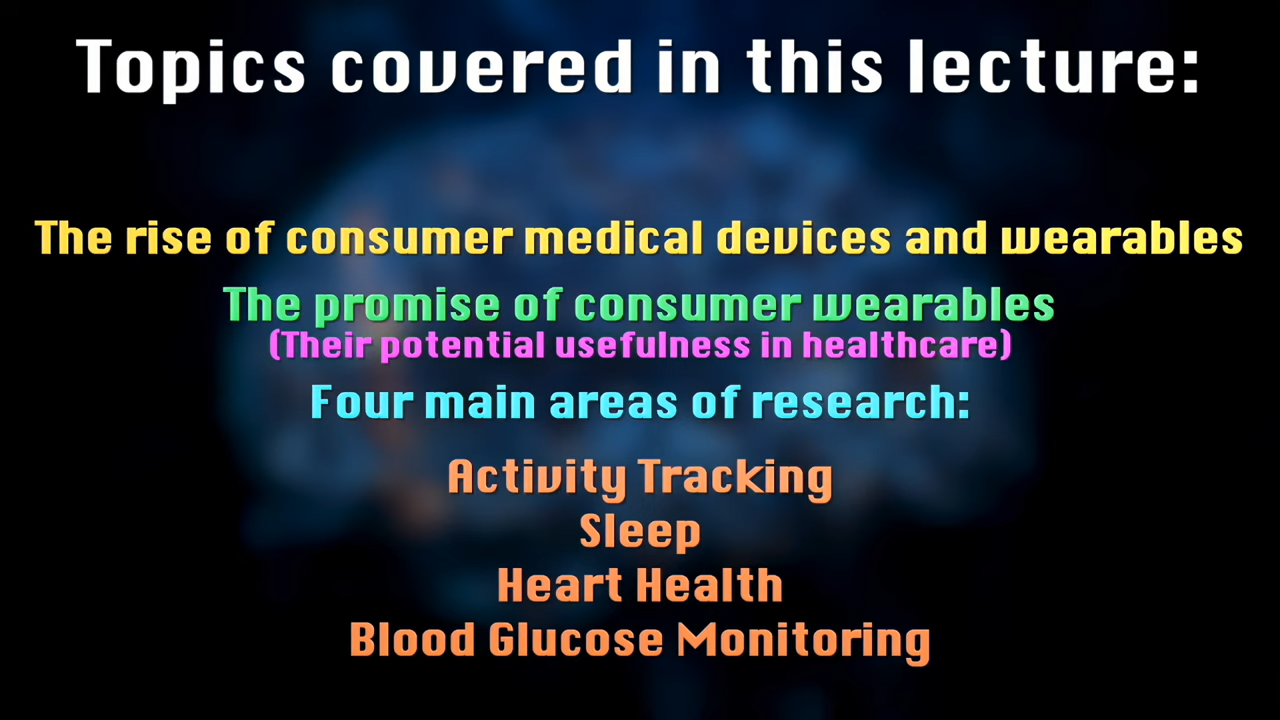 Topics covered in this lecture:
The rise of consumer medical devices and wearables
The promise of consumer wearables
(Their potential usefulness in healthcare)
Four main areas of research:
Activity Tracking
Sleep
Heart Health
Blood Glucose Monitoring